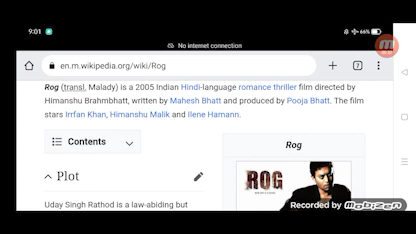 9:01
66%
No internet connection
en.m.wikipedia.org/wiki/Rog
7
Rog (transl. Malady) is a 2005 Indian Hindi-language romance thriller film directed by
Himanshu Brahmbhatt, written by Mahesh Bhatt and produced by Pooja Bhatt. The film
stars Irrfan Khan, Himanshu Malik and Ilene Hamann.
Contents
Rog
Plot
ROG
Uday Singh Rathod is a law-abiding but
Recorded by MOBIZEN